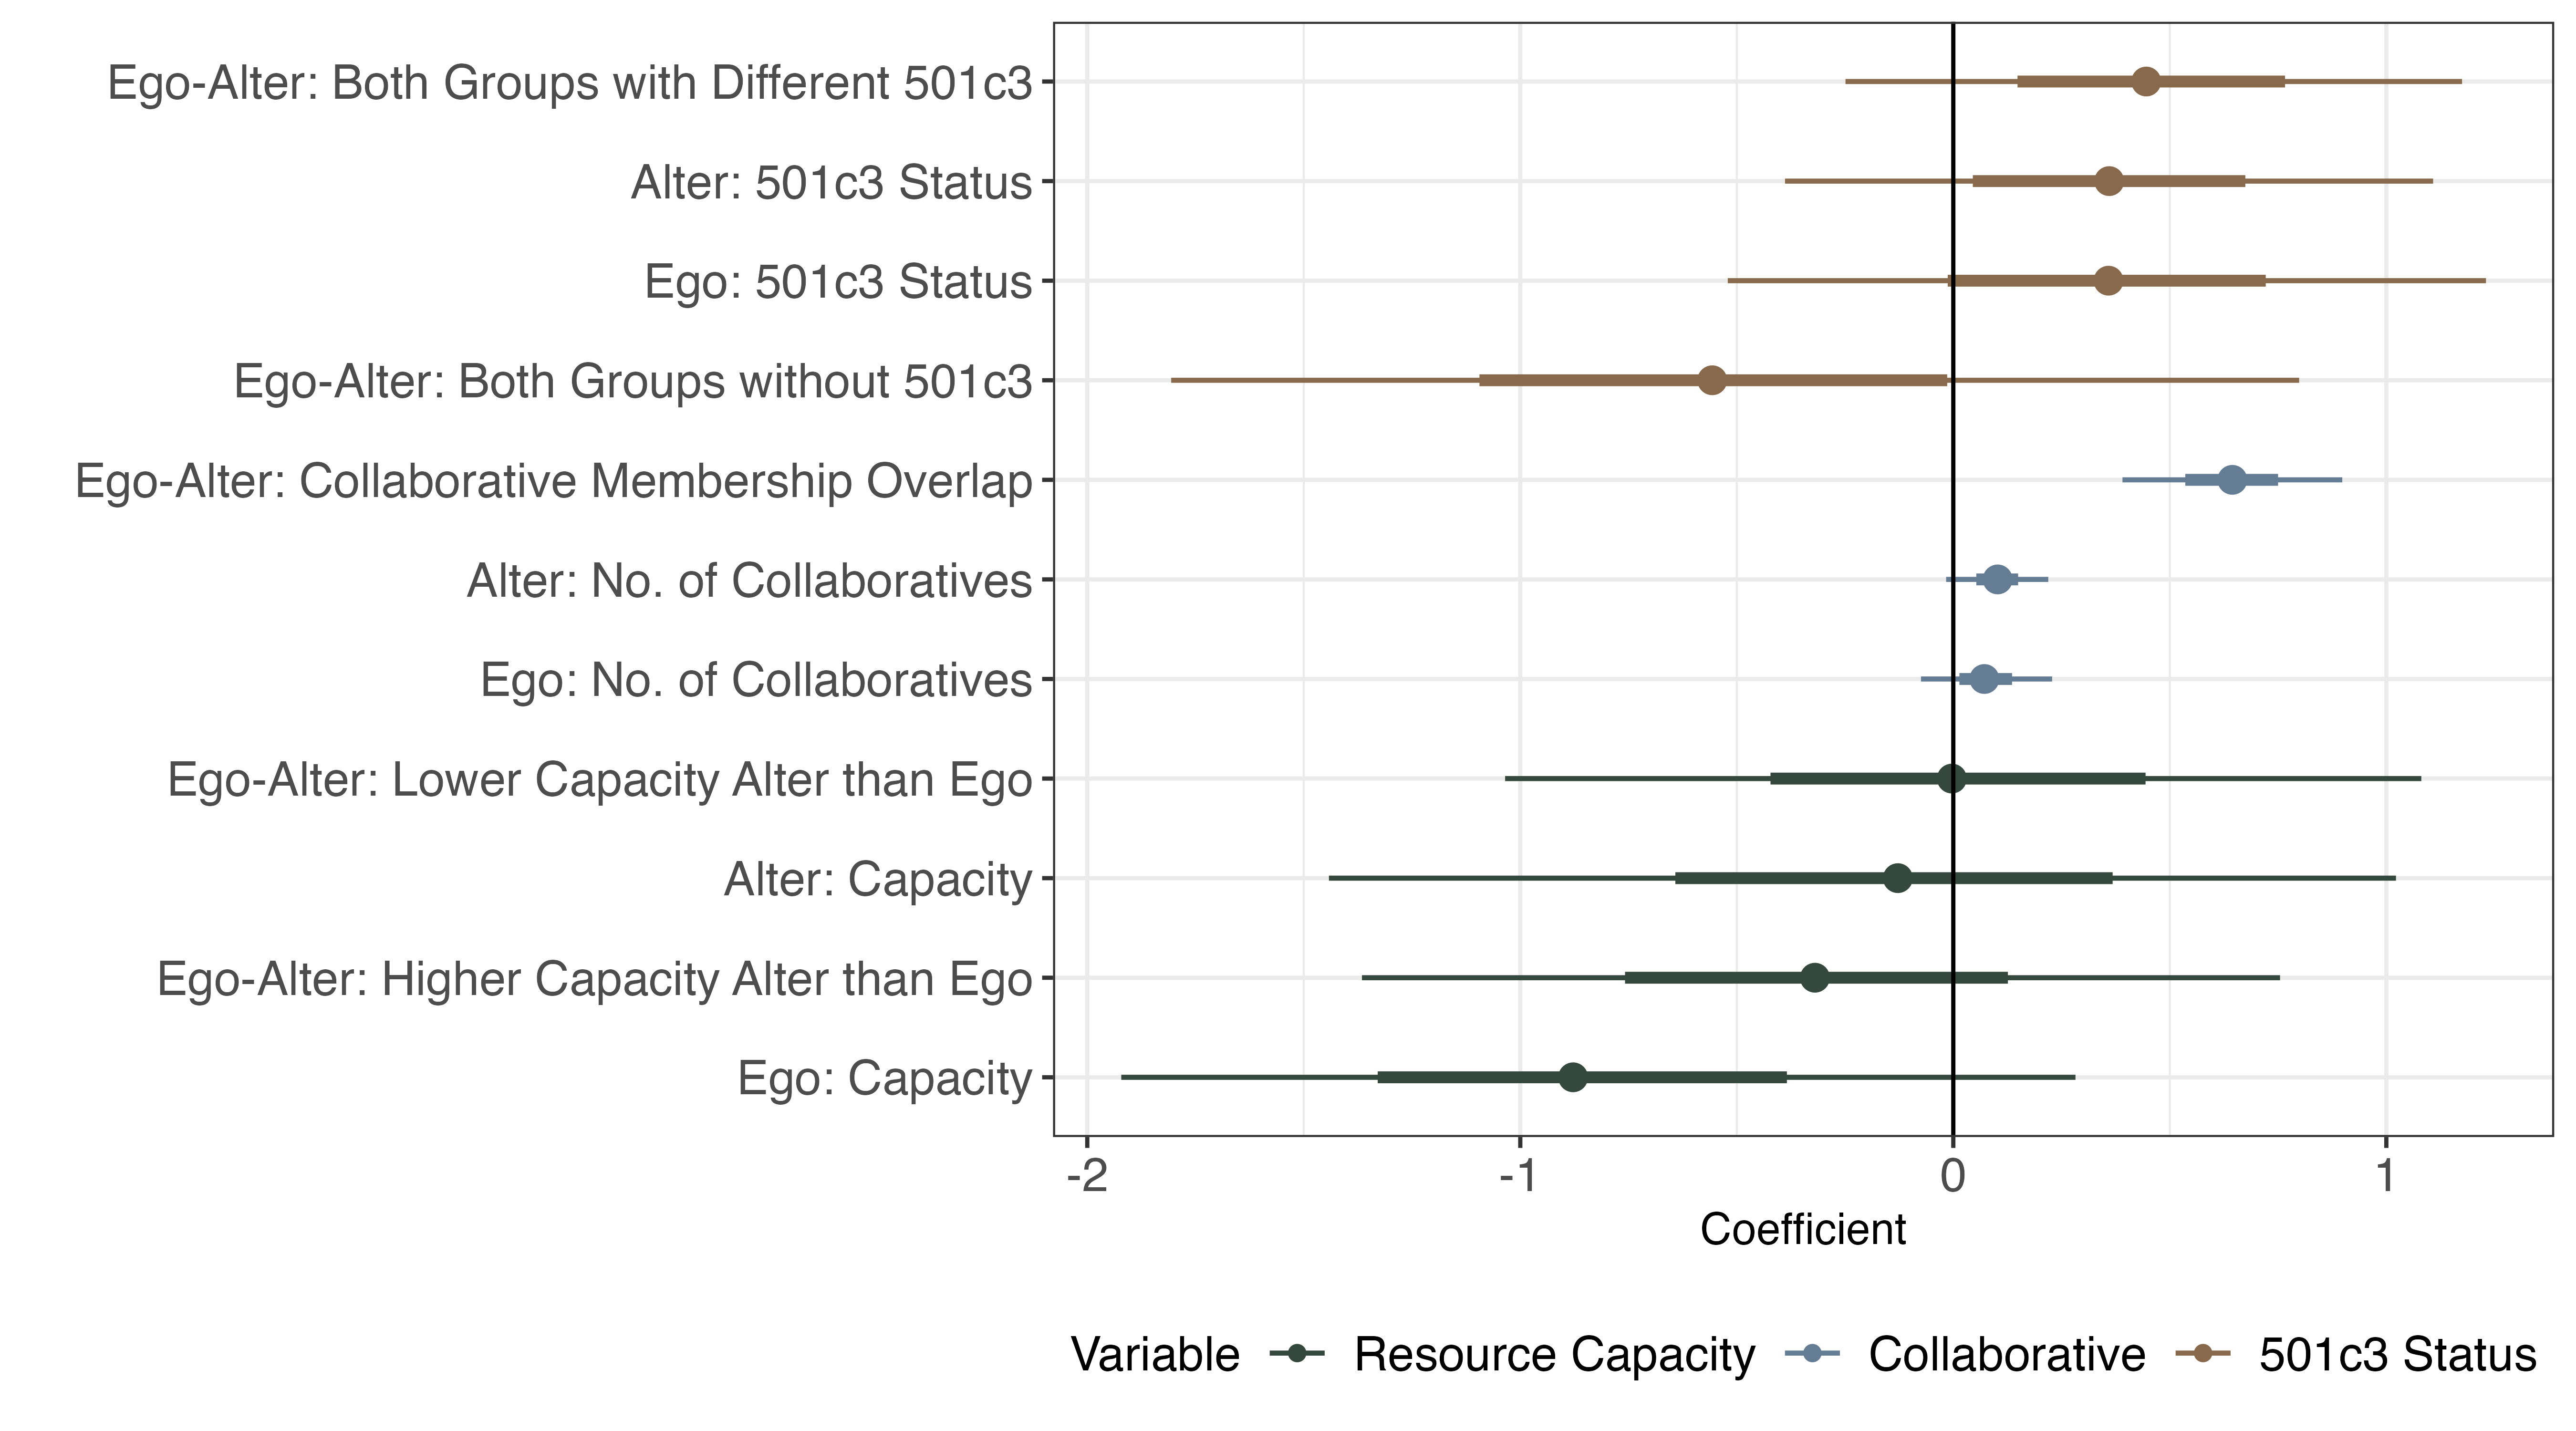 Ego-Alter: Both Groups with Different 501c3
Alter: 501c3 Status
Ego: 501c3 Status
Ego-Alter: Both Groups without 501c3
Ego-Alter: Collaborative Membership Overlap
Alter: No. of Collaboratives
Ego: No. of Collaboratives
Ego-Alter: Lower Capacity Alter than Ego
Alter: Capacity
Ego-Alter: Higher Capacity Alter than Ego
Ego: Capacity
-2 -1 0 1
Coefficient
Variable Resource Capacity Collaborative 501c3 Status